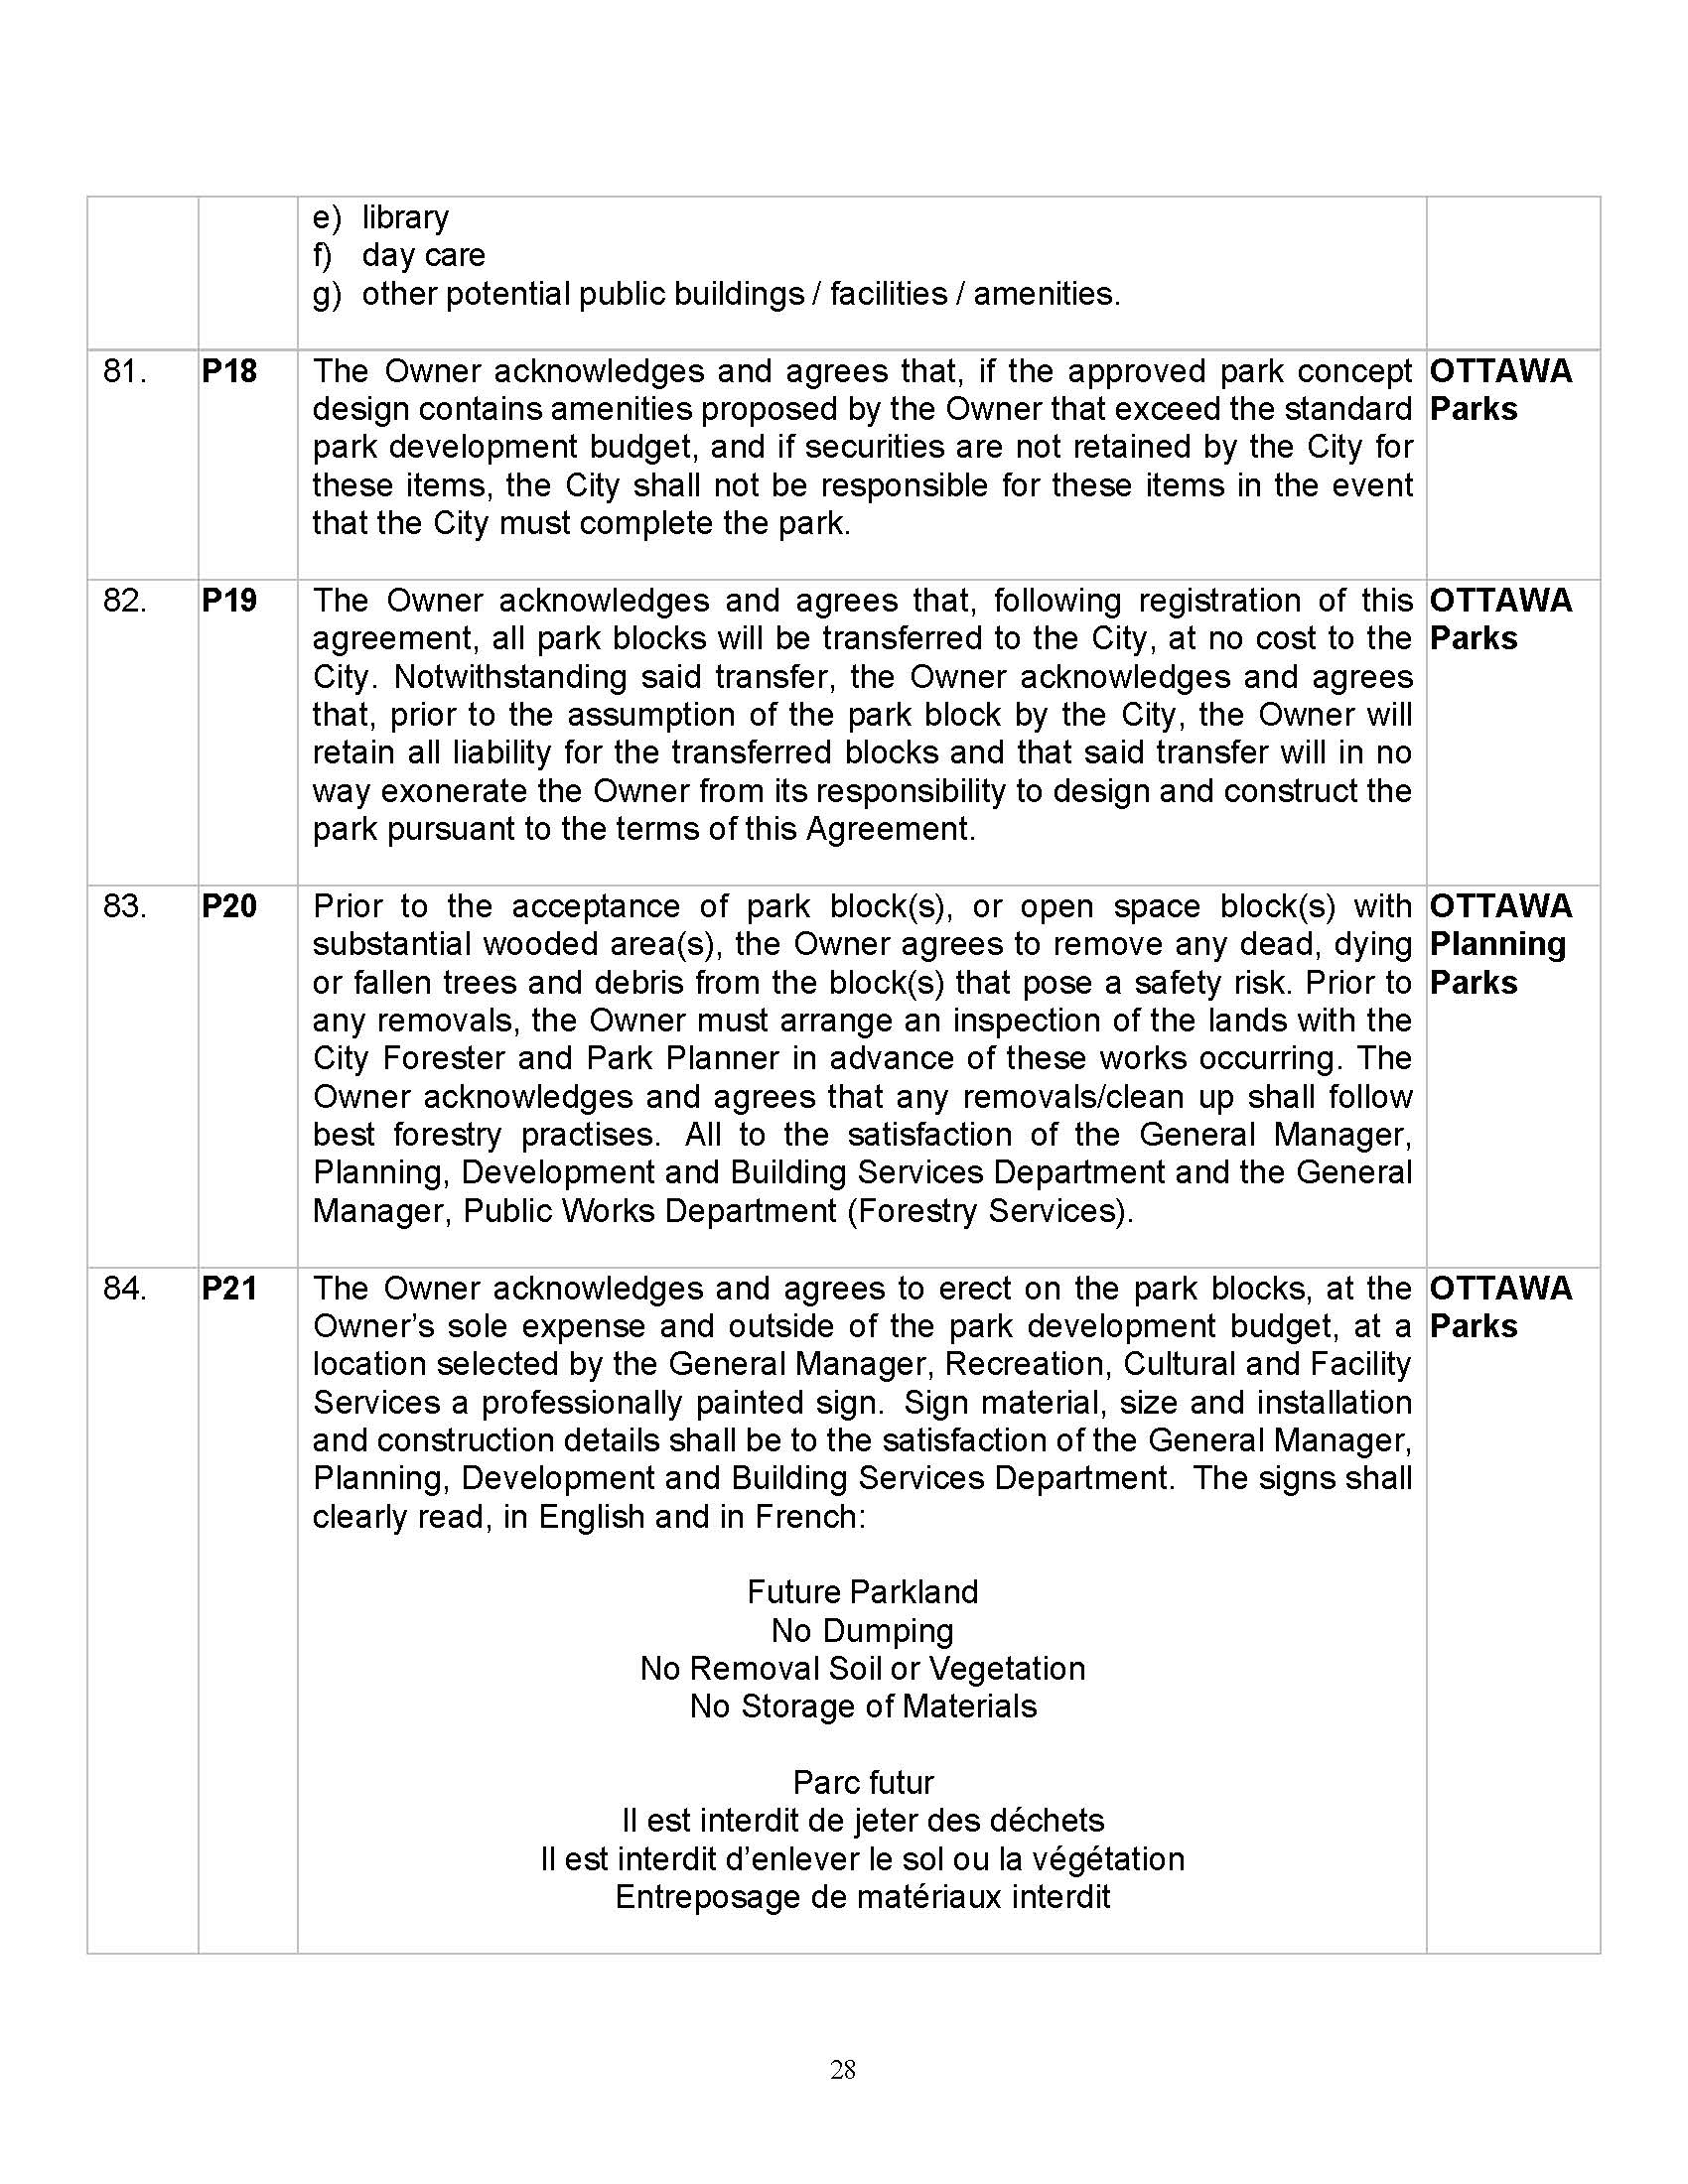 e) library
f) day care
g) other potential public buildings / facilities / amenities.
81. P18 The Owner acknowledges and agrees that, if the approved park concept OTTAWA
design contains amenities proposed by the Owner that exceed the standard Parks
park development budget, and if securities are not retained by the City for
these items, the City shall not be responsible for these items in the event
that the City must complete the park.
82. P19 The Owner acknowledges and agrees that, following registration of this OTTAWA
agreement, all park blocks will be transferred to the City, at no cost to the Parks
City. Notwithstanding said transfer, the Owner acknowledges and agrees
that, prior to the assumption of the park block by the City, the Owner will
retain all liability for the transferred blocks and that said transfer will in no
way exonerate the Owner from its responsibility to design and construct the
park pursuant to the terms of this Agreement.
83. P20 Prior to the acceptance of park block(s), or open space block(s) with OTTAWA
substantial wooded area(s), the Owner agrees to remove any dead, dying Planning
or fallen trees and debris from the block(s) that pose a safety risk. Prior to Parks
any removals, the Owner must arrange an inspection of the lands with the
City Forester and Park Planner in advance of these works occurring. The
Owner acknowledges and agrees that any removals/clean up shall follow
best forestry practises. All to the satisfaction of the General Manager,
Planning, Development and Building Services Department and the General
Manager, Public Works Department (Forestry Services).
84. P21 The Owner acknowledges and agrees to erect on the park blocks, at the OTTAWA
Owner’s sole expense and outside of the park development budget, at a Parks
location selected by the General Manager, Recreation, Cultural and Facility
Services a professionally painted sign. Sign material, size and installation
and construction details shall be to the satisfaction of the General Manager,
Planning, Development and Building Services Department. The signs shall
clearly read, in English and in French:
Future Parkland
No Dumping
No Removal Soil or Vegetation
No Storage of Materials
Parc futur
Il est interdit de jeter des déchets
Il est interdit d’enlever le sol ou la végétation
Entreposage de matériaux interdit
28